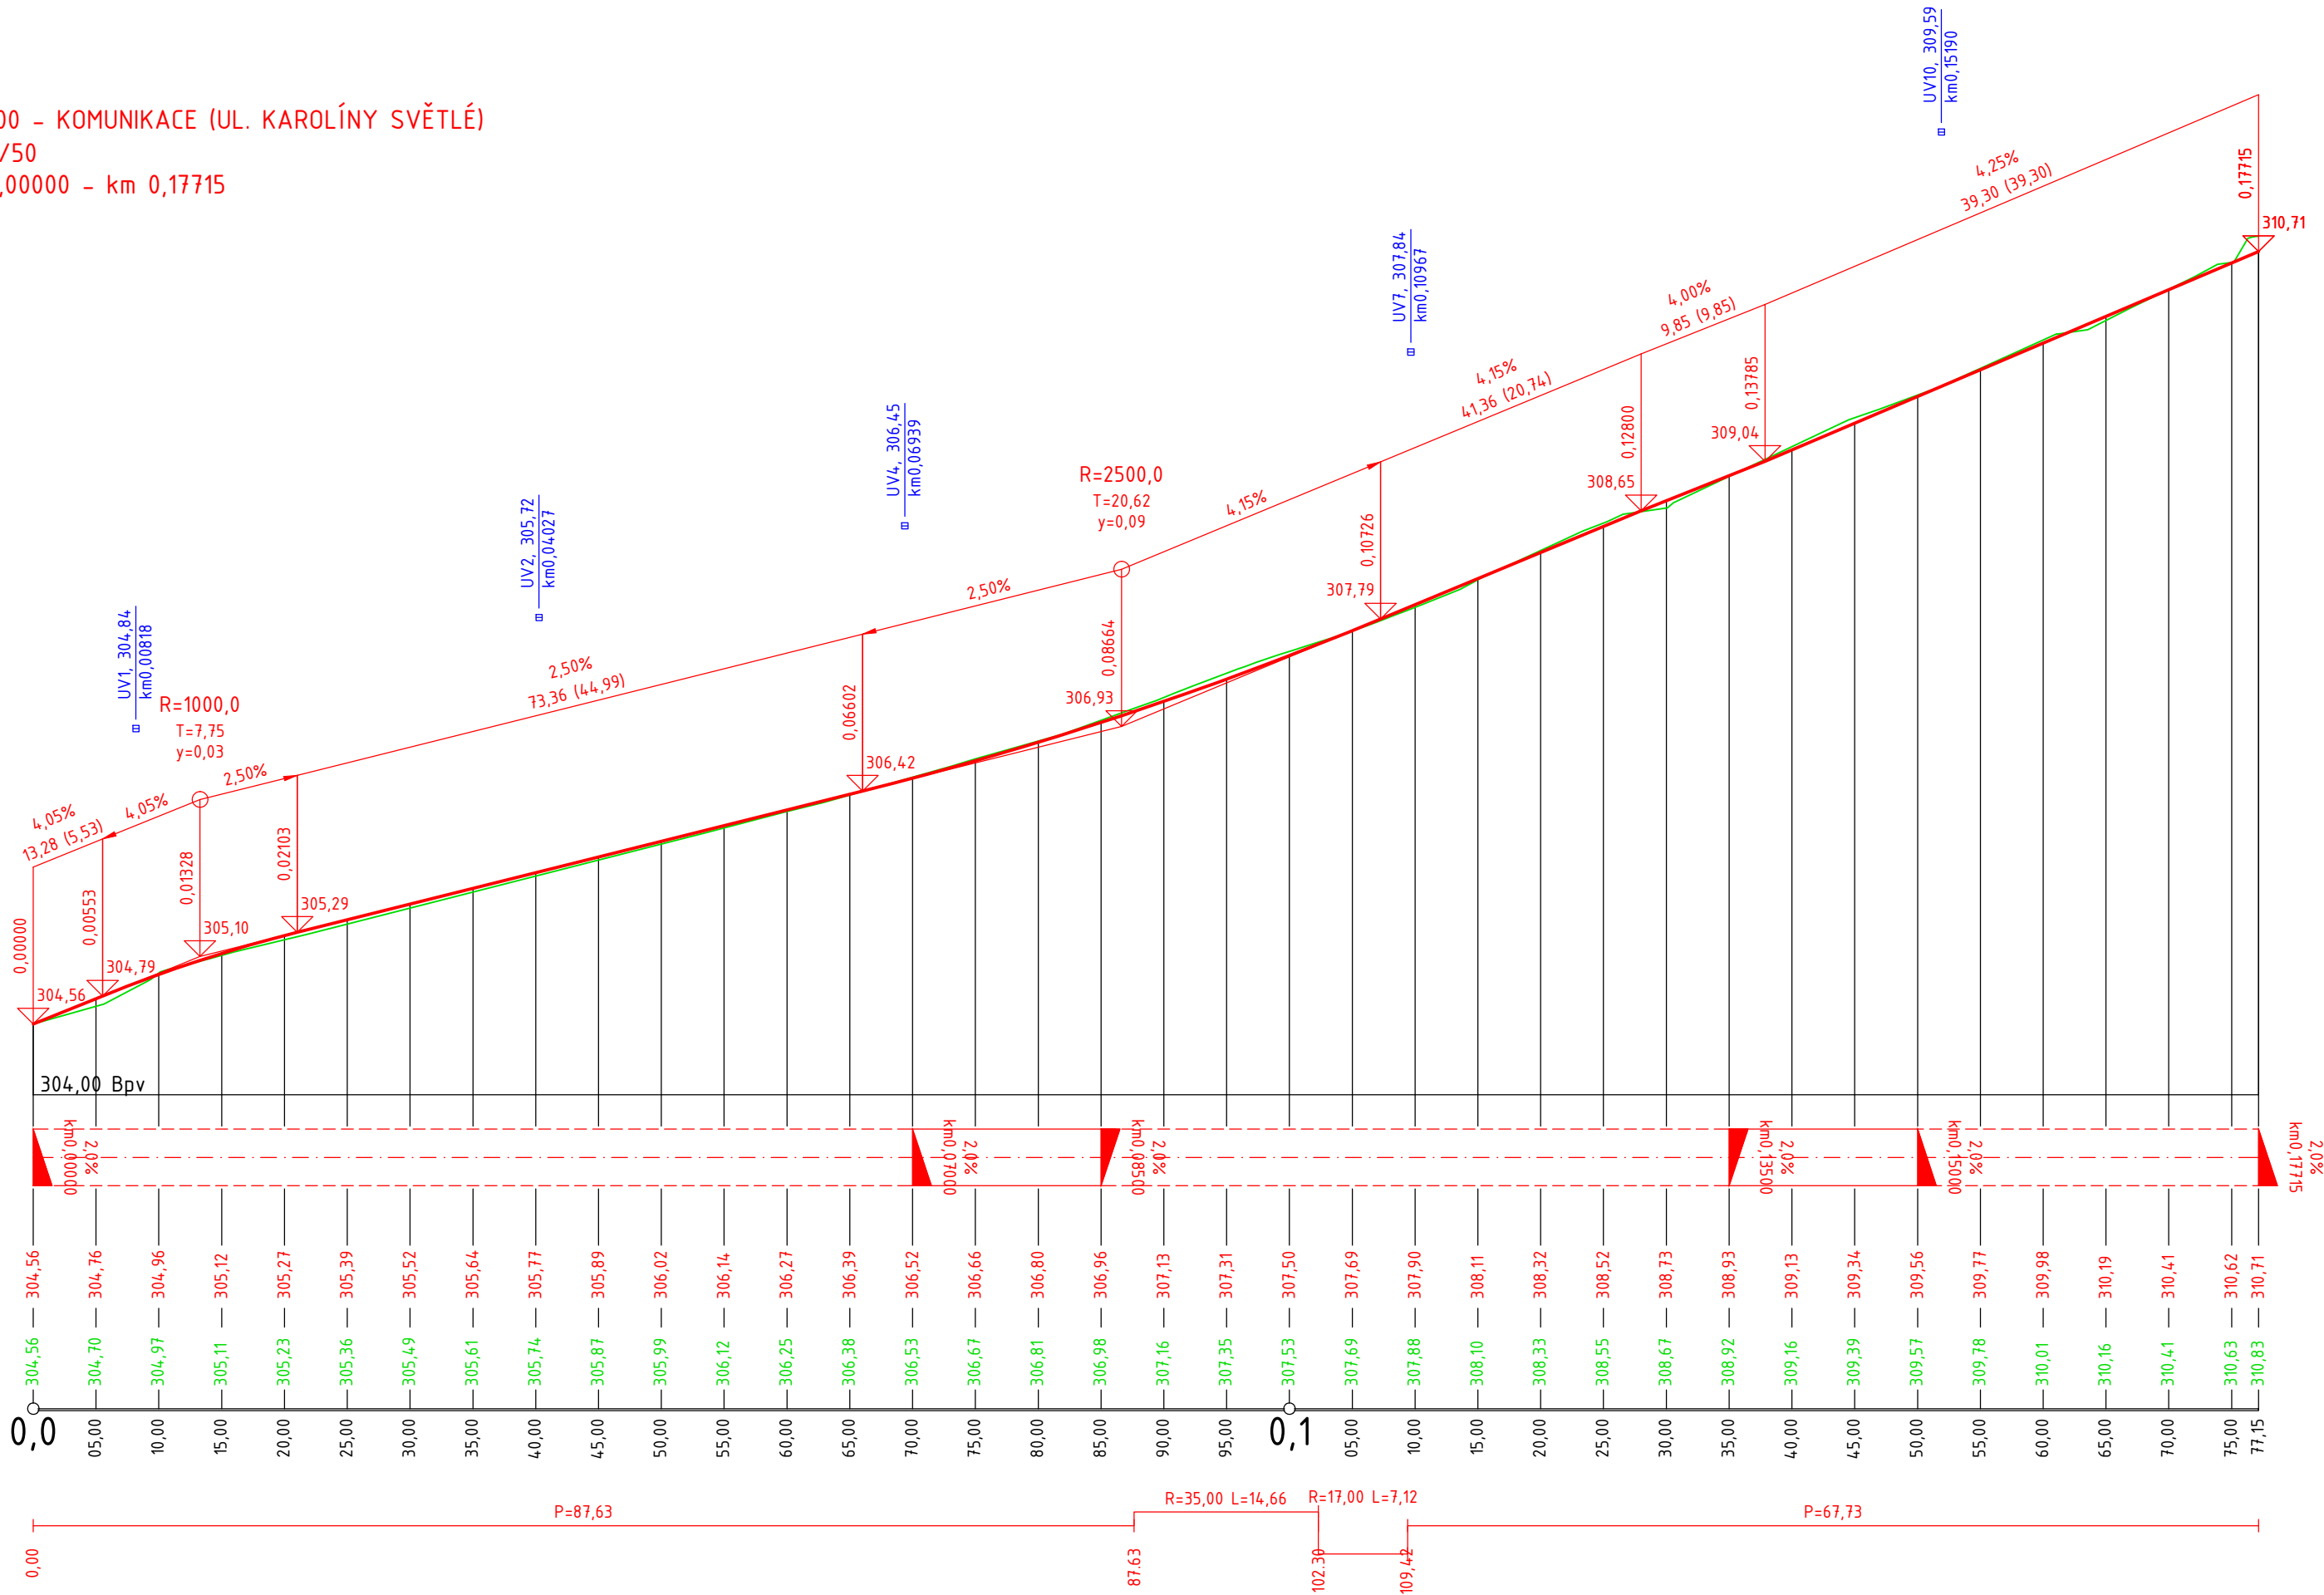 00 - KOMUNIKACE (UL. KAROLÍNY SVĚTLÉ)
/50
,00000 - km 0,17715
UV1, 304,84
km0,00818
UV2, 305,72
km0,04027
UV4, 306,45
km0,06939
UV7, 307,84
km0,10967
UV10, 309,59
km0,15190
R=1000,0
T=7,75
y=0,03
R=2500,0
T=20,62
y=0,09
4,05%
13,28 (5,53)
4,05%
2,50%
2,50%
73,36 (44,99)
2,50%
4,15%
4,15%
41,36 (20,74)
4,00%
9,85 (9,85)
4,25%
39,30 (39,30)
0,00000
304,56
0,00553
304,79
0,01328
305,10
0,02103
305,29
0,06602
306,42
0,08664
306,93
0,10726
307,79
0,12800
308,65
0,13785
309,04
0,17715
310,71
304,00 Bpv
km0,00000
2,0%
km0,07000
2,0%
km0,08500
2,0%
km0,13500
2,0%
km0,15000
2,0%
km0,17715
2,0%
304,56 304,76 304,96 305,12 305,27 305,39 305,52 305,64 305,77 305,89 306,02 306,14 306,27 306,39 306,52 306,66 306,80 306,96 307,13 307,31 307,50 307,69 307,90 308,11 308,32 308,52 308,73 308,93 309,13 309,34 309,56 309,77 309,98 310,19 310,41 310,62 310,71
304,56 304,70 304,97 305,11 305,23 305,36 305,49 305,61 305,74 305,87 305,99 306,12 306,25 306,38 306,53 306,67 306,81 306,98 307,16 307,35 307,53 307,69 307,88 308,10 308,33 308,55 308,67 308,92 309,16 309,39 309,57 309,78 310,01 310,16 310,41 310,63 310,83
0,0 05,00 10,00 15,00 20,00 25,00 30,00 35,00 40,00 45,00 50,00 55,00 60,00 65,00 70,00 75,00 80,00 85,00 90,00 95,00 0,1 05,00 10,00 15,00 20,00 25,00 30,00 35,00 40,00 45,00 50,00 55,00 60,00 65,00 70,00 75,00 77,15
P=87,63
R=35,00 L=14,66
R=17,00 L=7,12
P=67,73
0,00
87.63
102.30
109,42